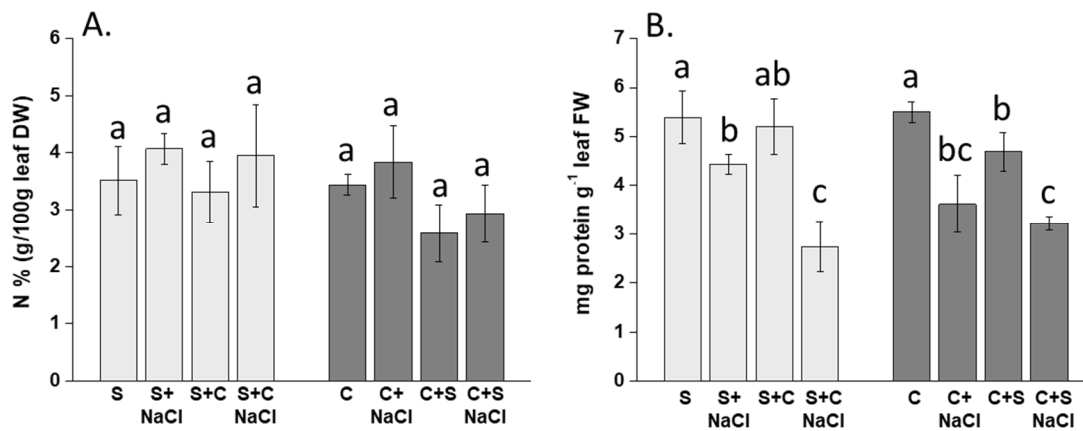 A.
N % (g/100g leaf DW)
6
5
4
3
2
1
0
a
a
a
a
a
a
a
a
S
S+
NaCl
S+C
S+C
NaCl
C
C+
NaCl
C+S
C+S
NaCl
B.
mg protein g⁻¹ leaf FW
7
6
5
4
3
2
1
0
a
b
ab
c
a
bc
b
c
S
S+
NaCl
S+C
S+C
NaCl
C
C+
NaCl
C+S
C+S
NaCl